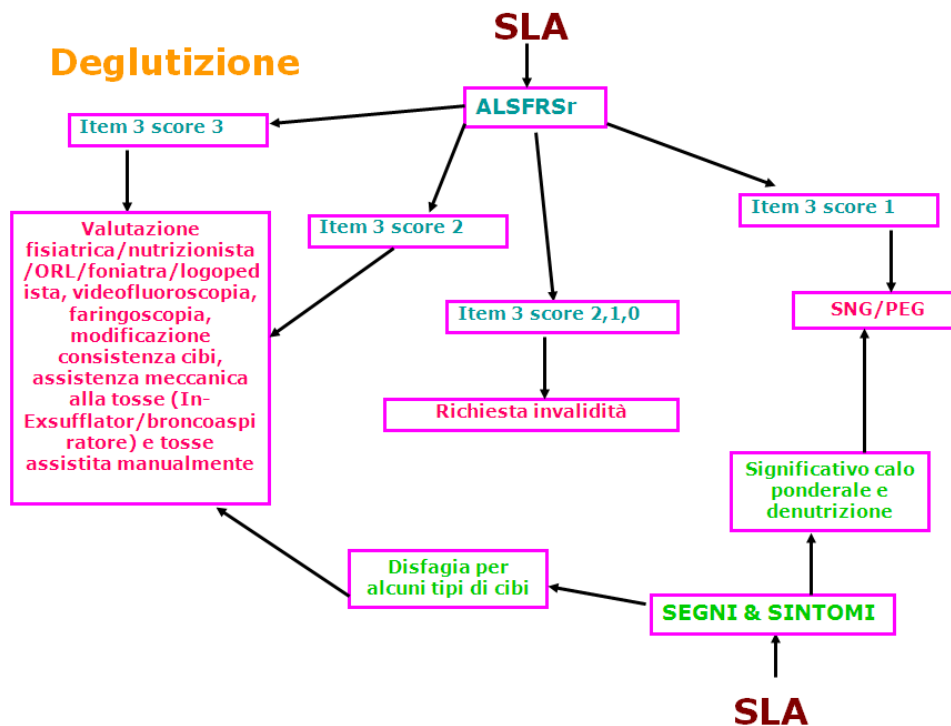 SLA
Deglutizione
ALSFRSr
Item 3 score 3
Item 3 score 2
Item 3 score 1
Valutazione
fisiatrica/nutrizionista
/ORL/foniatra/logoped
ista, videofluoroscopia,
faringoscopia,
modificazione
consistenza cibi,
assistenza meccanica
alla tosse (In-
Exsufflator/broncoaspi
ratore) e tosse
assistita manualmente
Item 3 score 2,1,0
SNG/PEG
Richiesta invalidità
Significativo calo
ponderale e
denutrizione
Disfagia per
alcuni tipi di cibi
SEGNI & SINTOMI
SLA